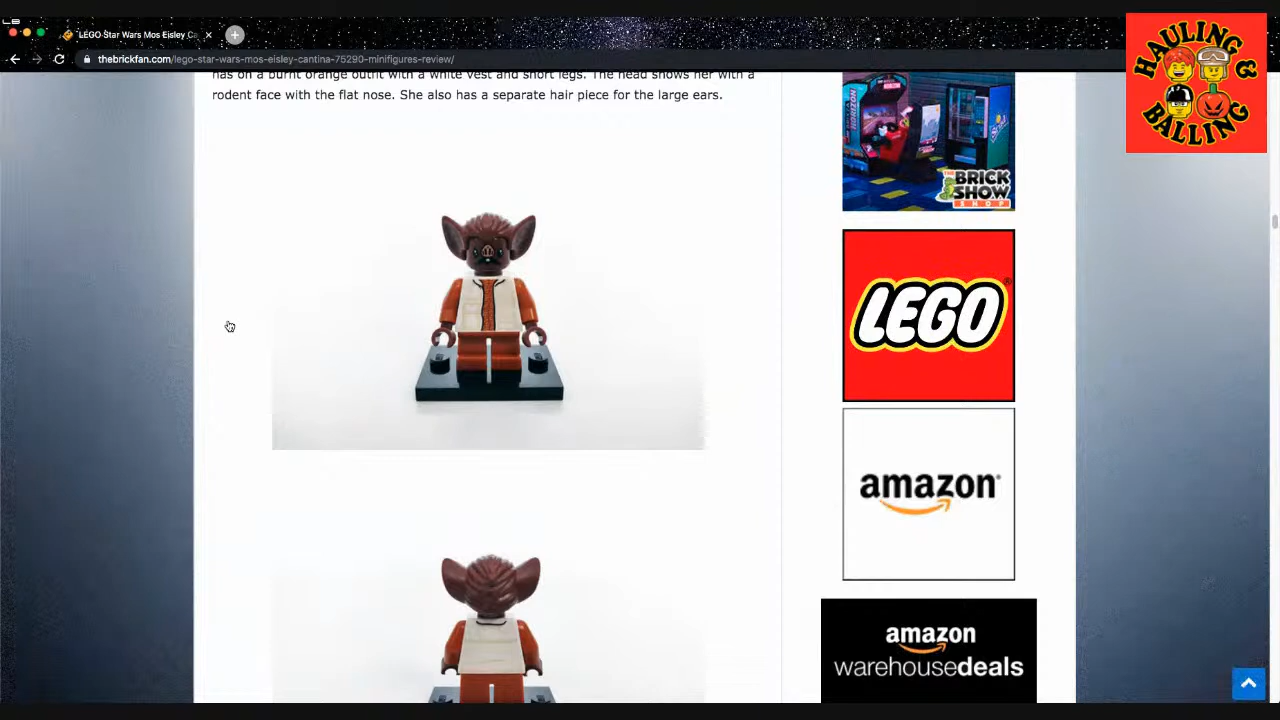 LEGO Star Wars Mos Eisley Ca
thebrickfan.com/lego-star-wars-mos-eisley-cantina-75290-minifigures-review/
HAULING &
BALLING
has on a burnt orange outfit with a white vest and short legs. The head shows her with a
rodent face with the flat nose. She also has a separate hair piece for the large ears.
HORIZON
THE
BRICK
SHOW
SHOP
LEGO®
amazon
amazon
warehousedeals